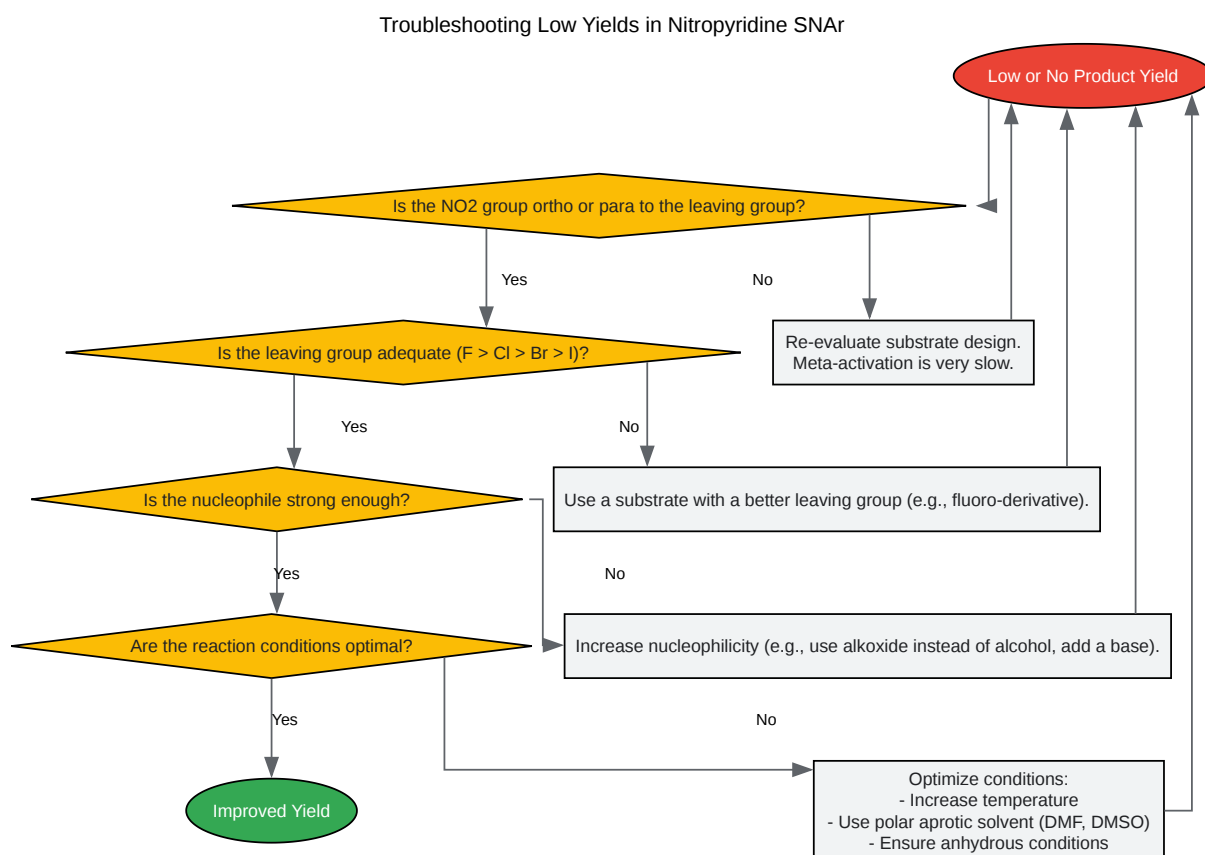 Troubleshooting Low Yields in Nitropyridine SNAr
Low or No Product Yield
Is the NO2 group ortho or para to the leaving group?
Yes
No
Re-evaluate substrate design.
Meta-activation is very slow.
Is the leaving group adequate (F > Cl > Br > I)?
Yes
No
Is the nucleophile strong enough?
Use a substrate with a better leaving group (e.g., fluoro-derivative).
Yes
No
Are the reaction conditions optimal?
Increase nucleophilicity (e.g., use alkoxide instead of alcohol, add a base).
Yes
No
Improved Yield
Optimize conditions:
- Increase temperature
- Use polar aprotic solvent (DMF, DMSO)
- Ensure anhydrous conditions